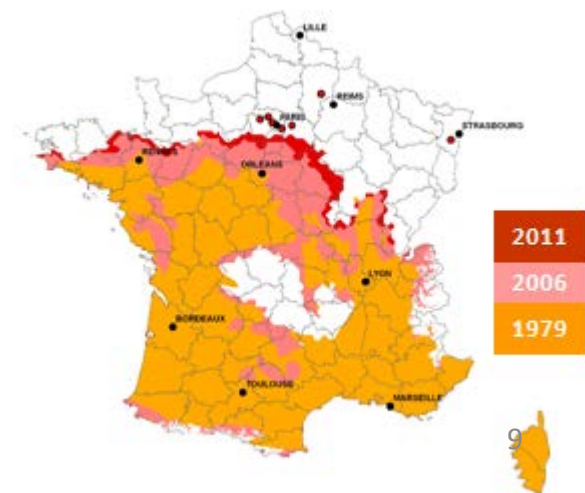 LILLE
REIMS
PARIS
STRASBOURG
RENNES
ORLEANS
2011
2006
1979
LYON
BORDEAUX
TOULOUSE
MARSEILLE
9